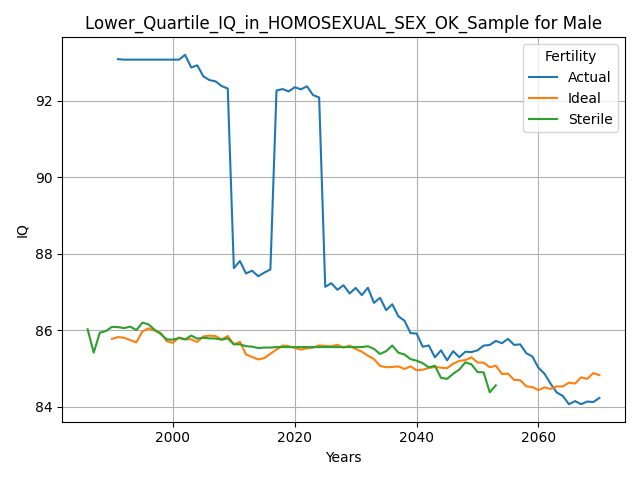 Lower_Quartile_IQ_in_HOMOSEXUAL_SEX_OK_Sample for Male
Fertility
Actual
Ideal
Sterile
IQ
92
90
88
86
84
2000
2020
2040
2060
Years